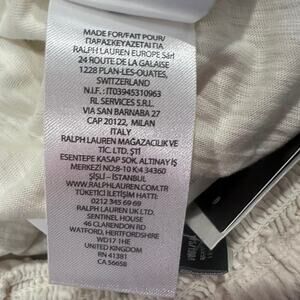 MADE FOR/FAIT POUR/
ΠΑΡΑΣΚΕΥΑΖΕΤΑΙ ΓΙΑ
RALPH LAUREN EUROPE Sàrl
24 ROUTE DE LA GALAISE
1228 PLAN-LES-OUATES,
SWITZERLAND
N.I.F.: IT03945310963
RL SERVICES S.R.L.
VIA SAN BARNABA 27
CAP 20122, MILAN
ITALY
RALPH LAUREN MAĞAZACILIK VE
TİC. LTD. ŞTİ
ESENTEPE KASAP SOK. ALTINAY İŞ
MERKEZİ NO:8-10 K:4 34360
ŞİŞLİ - İSTANBUL
WWW.RALPHLAUREN.COM
TÜKETİCİ İLETİŞİM HATTI:
0212 345 69 69
RALPH LAUREN UK LTD.
SENTINEL HOUSE
46 CLARENDON RD
WATFORD, HERTFORDSHIRE
WD17 1HE
UNITED KINGDOM
RN 41381
CA 56658